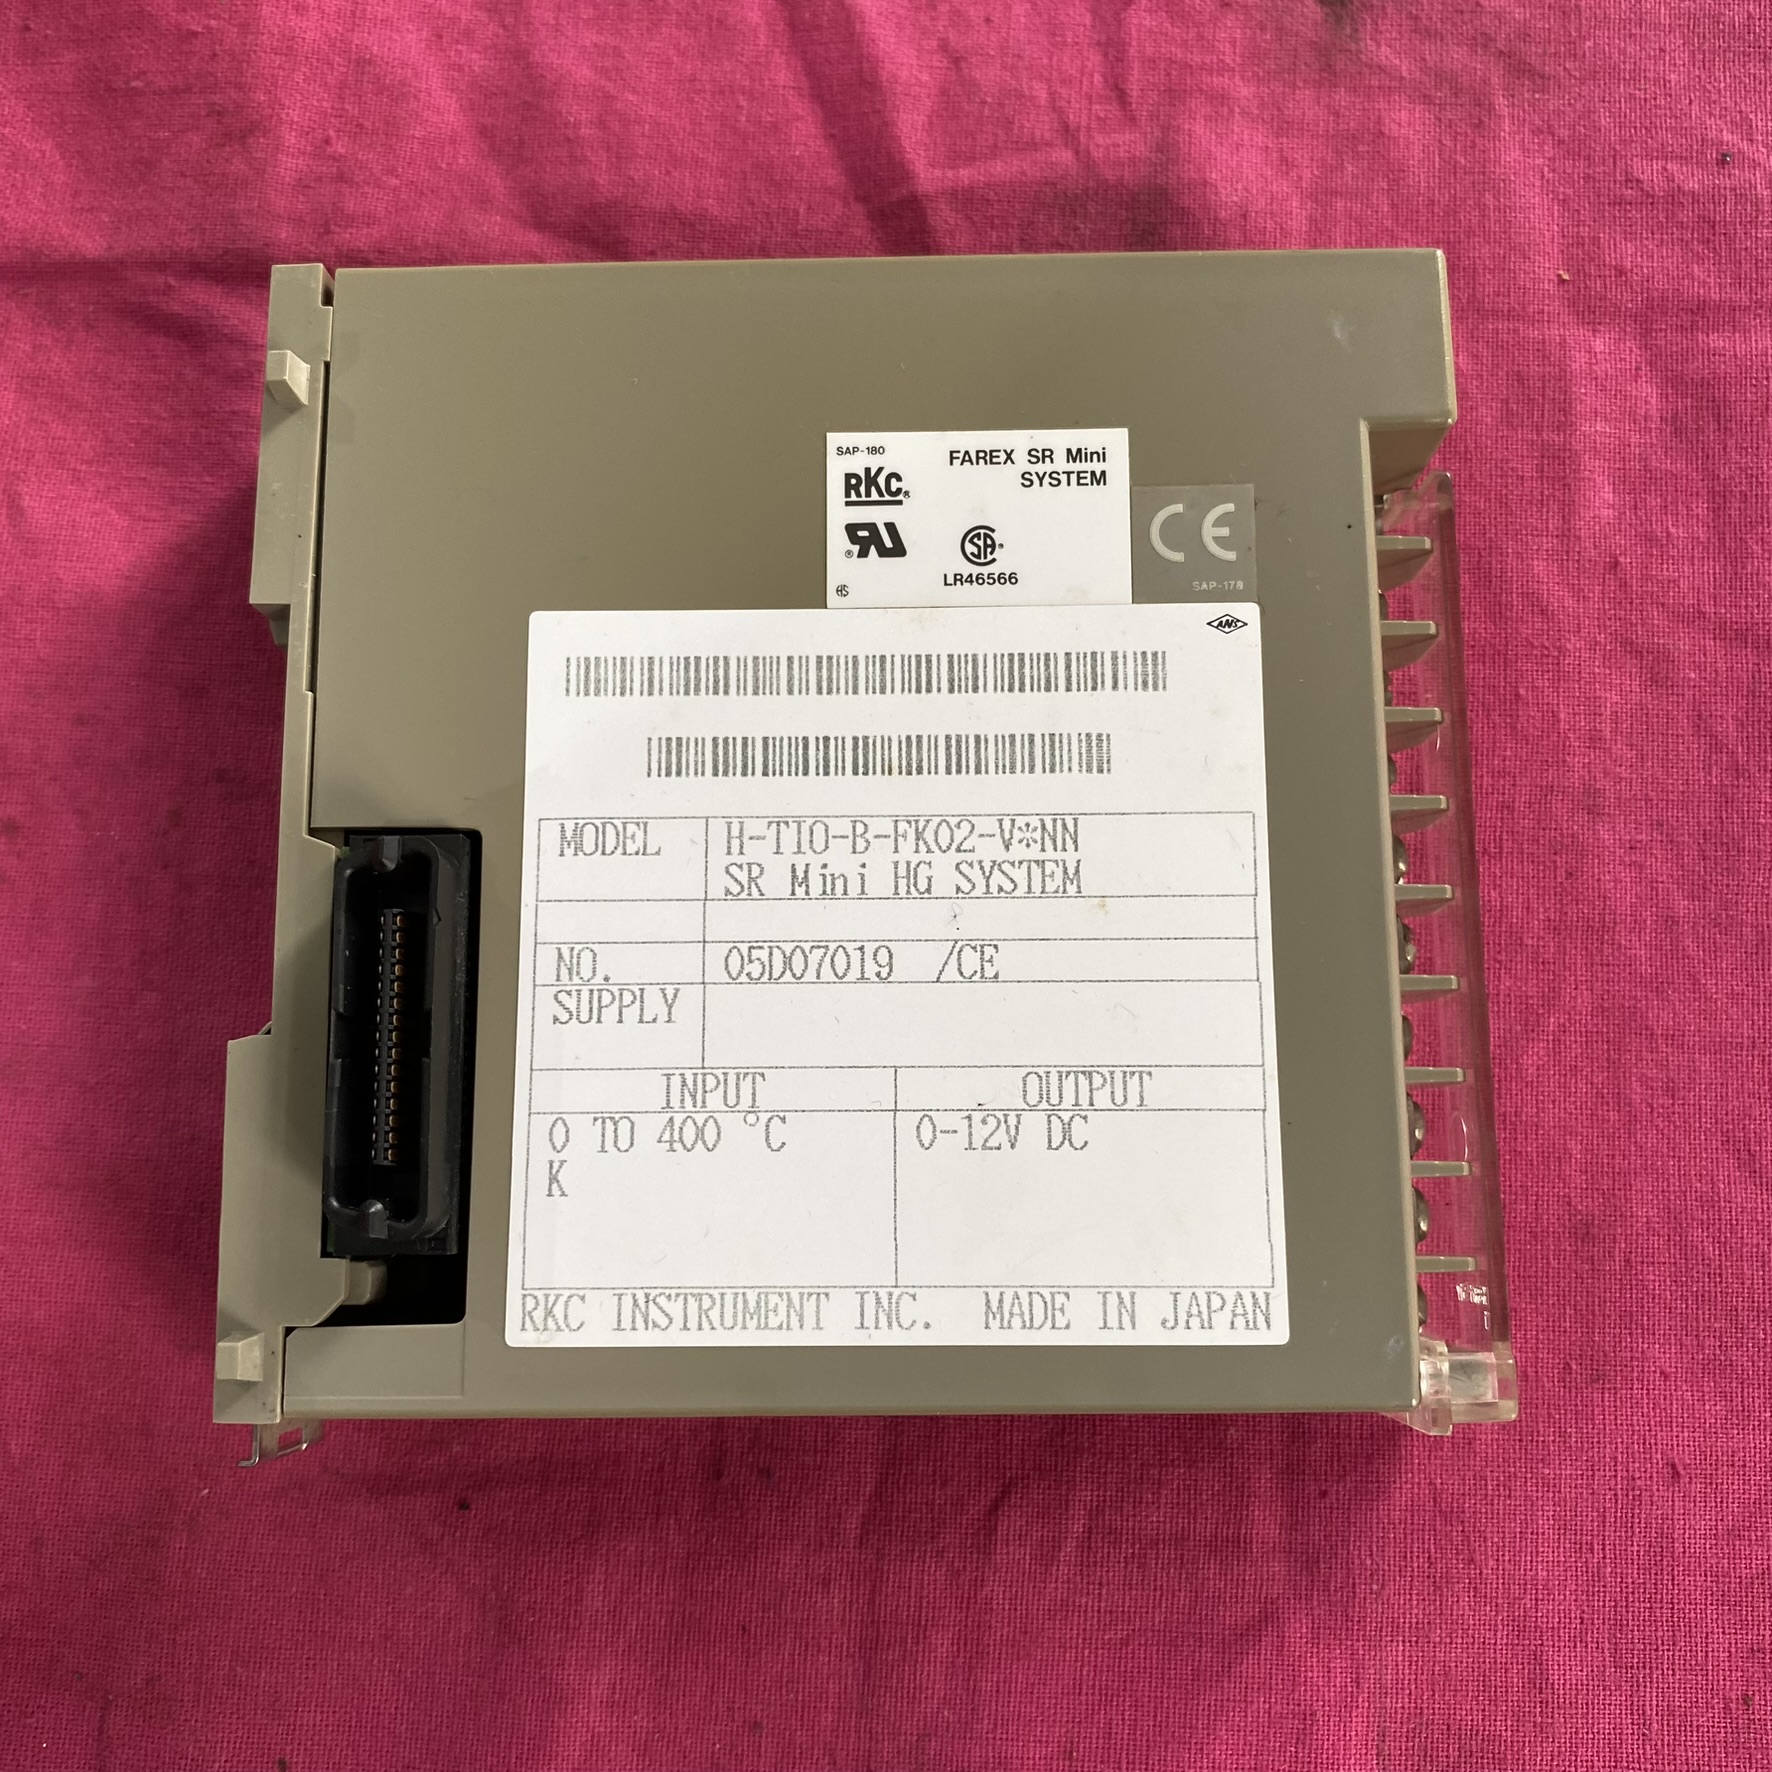 SAP-180
FAREX SR Mini
SYSTEM
RKC®
LR46566
CE
SAP-178
ANS
MODEL H-TIO-B-FK02-V*NN
SR Mini HG SYSTEM
NO. 05D07019 /CE
SUPPLY
INPUT OUTPUT
0 TO 400 °C 0-12V DC
K
RKC INSTRUMENT INC. MADE IN JAPAN